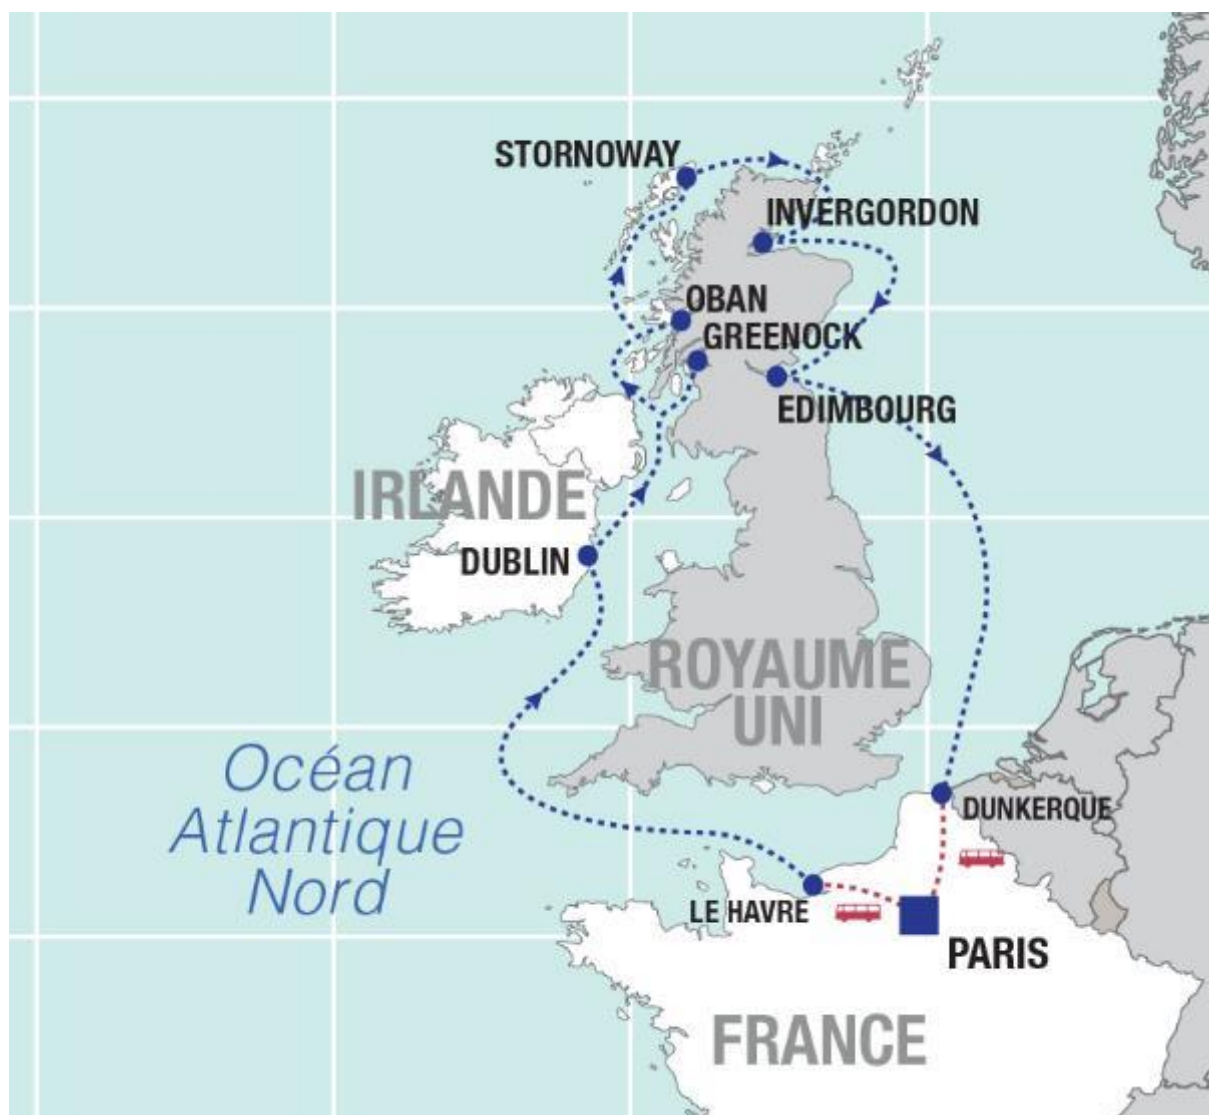 STORNOWAY
INVERGORDON
OBAN
GREENOCK
EDIMBOURG
IRLANDE
DUBLIN
ROYAUME
UNI
Océan
Atlantique
Nord
DUNKERQUE
LE HAVRE
PARIS
FRANCE